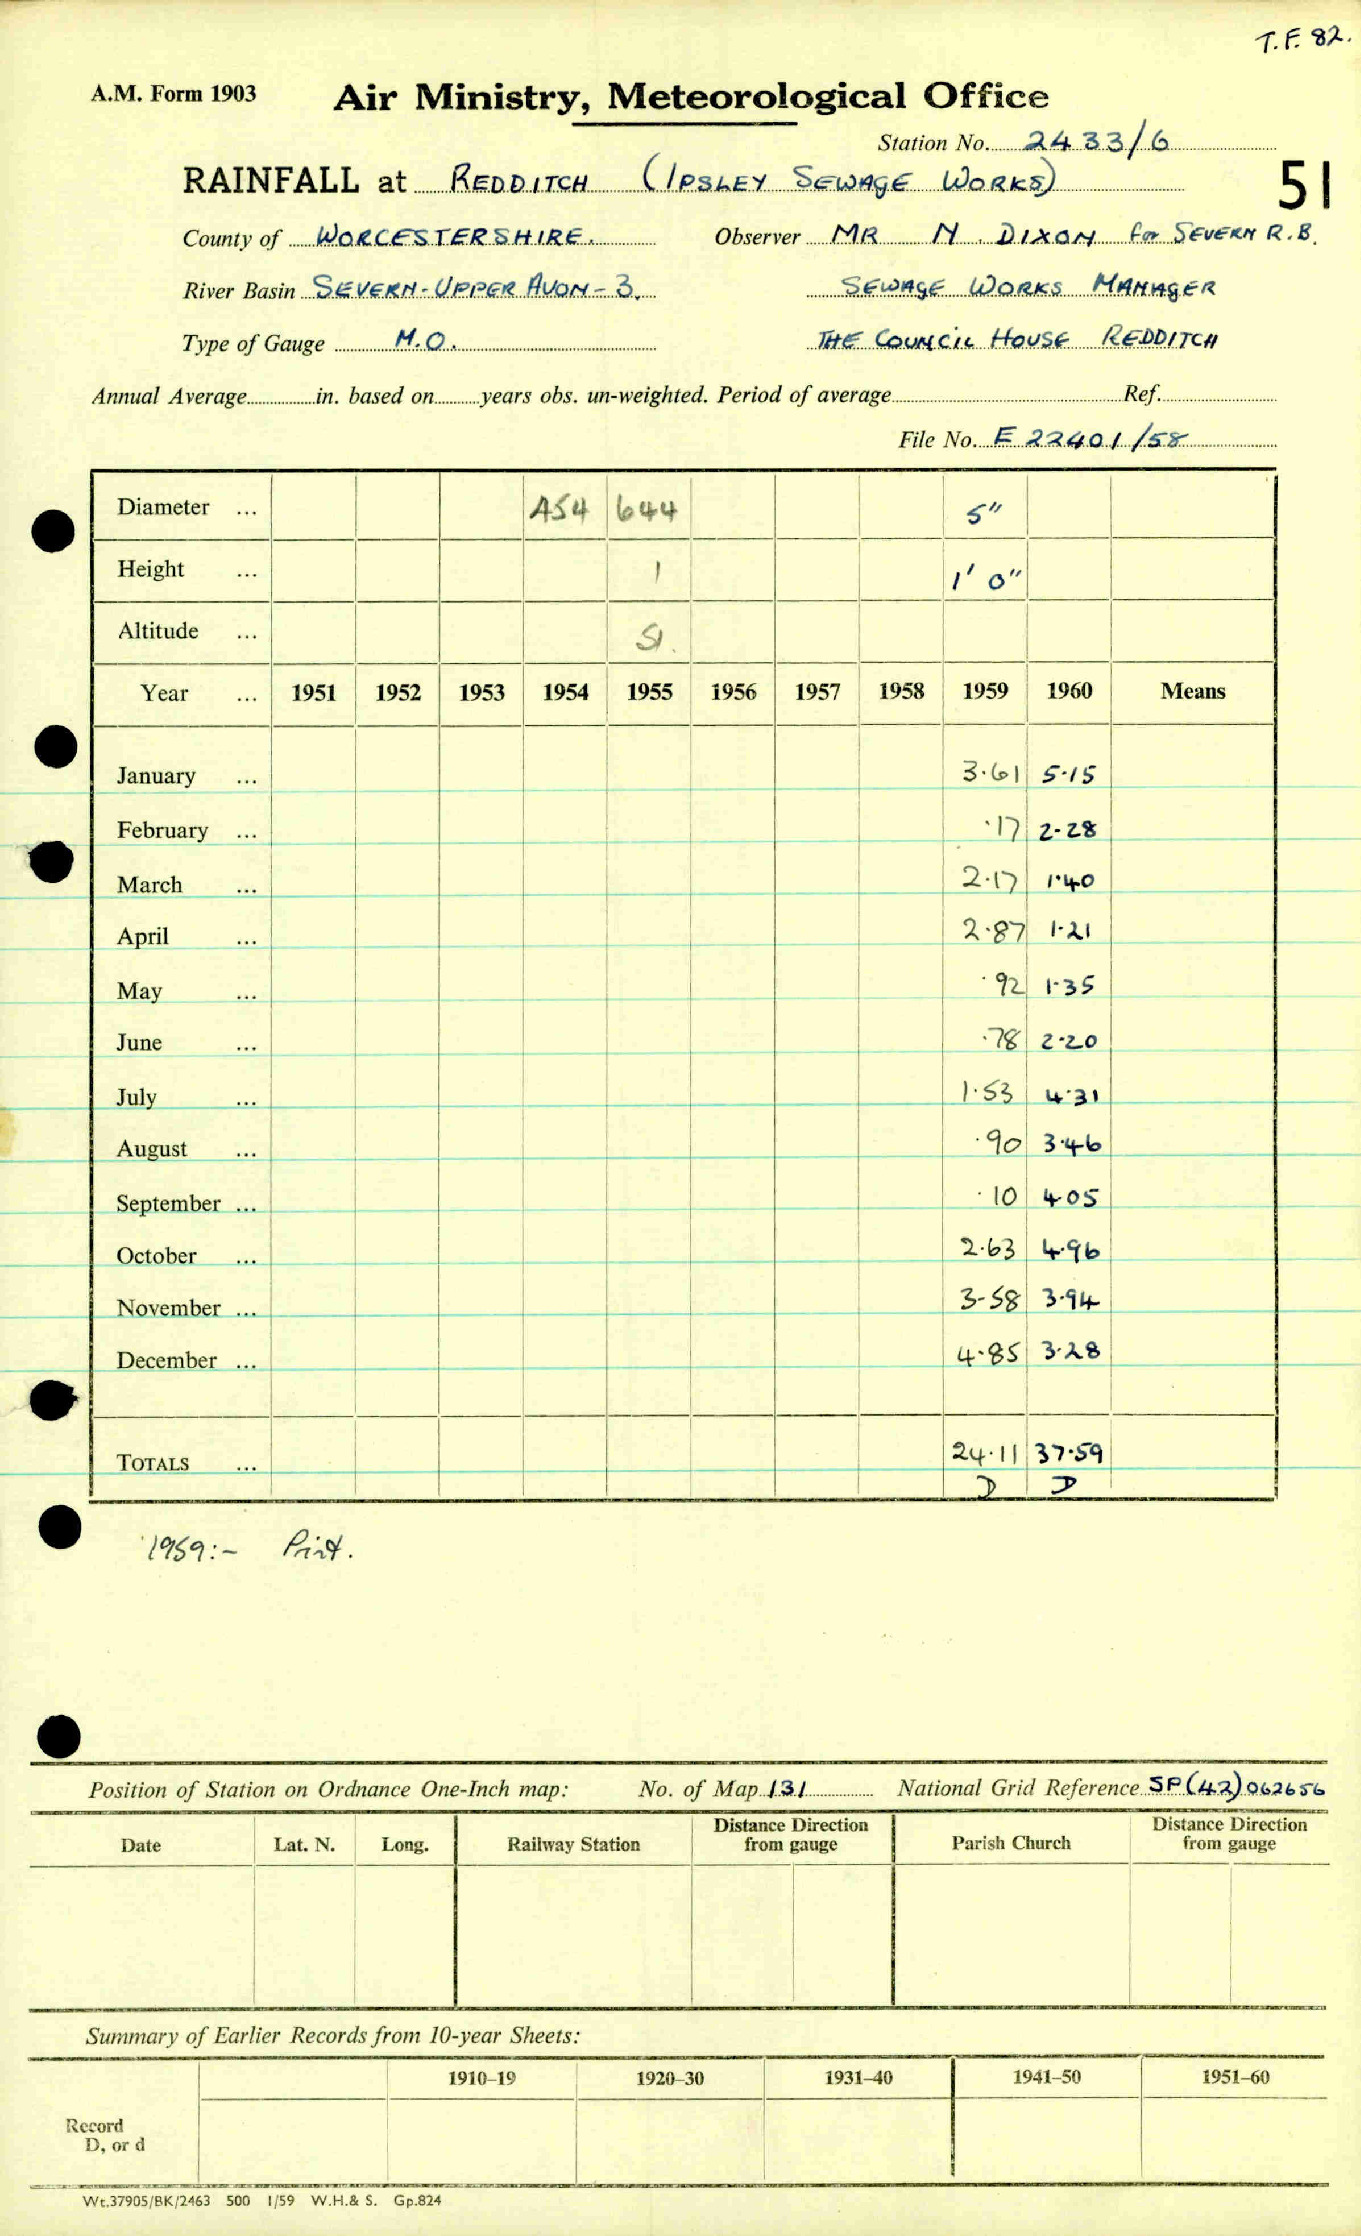 T.F. 82.
A.M. Form 1903 Air Ministry, Meteorological Office
Station No. 2433/6
RAINFALL at REDDITCH (IPSLEY SEWAGE WORKS) 51
County of WORCESTERSHIRE. Observer MR N. DIXON for SEVERN R.B.
River Basin SEVERN-UPPER AVON-3. SEWAGE WORKS MANAGER
Type of Gauge M.O. THE COUNCIL HOUSE REDDITCH
Annual Average in. based on years obs. un-weighted. Period of average Ref.
File No. E 22401/58
Diameter ... A54 644 5"
Height ... 1 1' 0"
Altitude ...
Year ... 1951 1952 1953 1954 1955 1956 1957 1958 1959 1960 Means
January ... 3.61 5.15
February ... .17 2.28
March ... 2.17 1.40
April ... 2.87 1.21
May ... .92 1.35
June ... .78 2.20
July ... 1.53 4.31
August ... .90 3.46
September ... .10 4.05
October ... 2.63 4.96
November ... 3.58 3.94
December ... 4.85 3.28
TOTALS ... 24.11 37.59
D D
1959:- Print.
Position of Station on Ordnance One-Inch map: No. of Map 131 National Grid Reference SP(42)062656
Date Lat. N. Long. Railway Station Distance Direction from gauge Parish Church Distance Direction from gauge
Summary of Earlier Records from 10-year Sheets:
1910–19 1920–30 1931–40 1941–50 1951–60
Record
D, or d
Wt.37905/BK/2463 500 1/59 W.H.& S. Gp.824